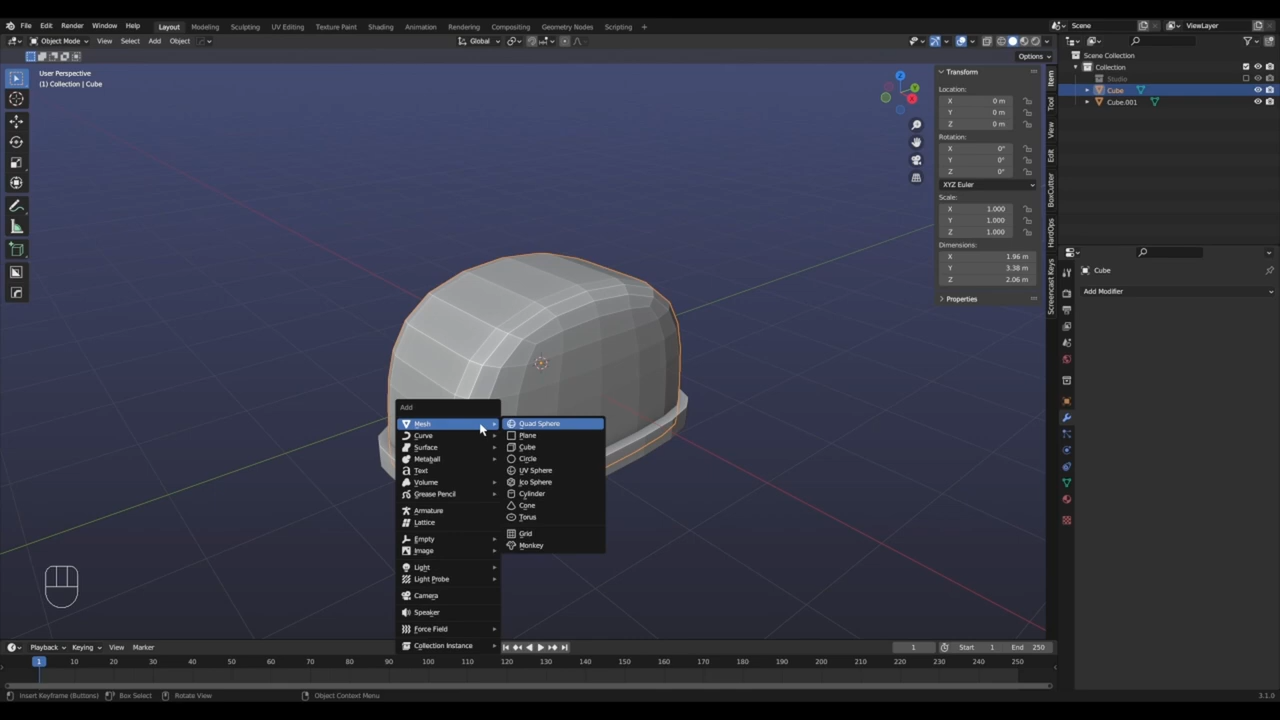 File Edit Render Window Help Layout Modeling Sculpting UV Editing Texture Paint Shading Animation Rendering Compositing Geometry Nodes Scripting + Scene ViewLayer
Object Mode View Select Add Object Global
Options
User Perspective
(1) Collection | Cube
Transform
Location:
X 0 m
Y 0 m
Z 0 m
Rotation:
X 0°
Y 0°
Z 0°
XYZ Euler
Scale:
X 1.000
Y 1.000
Z 1.000
Dimensions:
X 1.96 m
Y 3.38 m
Z 2.06 m
Properties
Item
Tool
View
Edit
BoxCutter
HardOps
Screencast Keys
Z
Y
X
Scene Collection
Collection
Studio
Cube
Cube.001
Cube
Add Modifier
Add
Mesh
Curve
Surface
Metaball
Text
Volume
Grease Pencil
Armature
Lattice
Empty
Image
Light
Light Probe
Camera
Speaker
Force Field
Collection Instance
Quad Sphere
Plane
Cube
Circle
UV Sphere
Ico Sphere
Cylinder
Cone
Torus
Grid
Monkey
Playback Keying View Marker 1 Start 1 End 250
1 10 20 30 40 50 60 70 80 90 100 110 120 130 140 150 160 170 180 190 200 210 220 230 240 250
Insert Keyframe (Buttons) Box Select Rotate View Object Context Menu 3.1.0